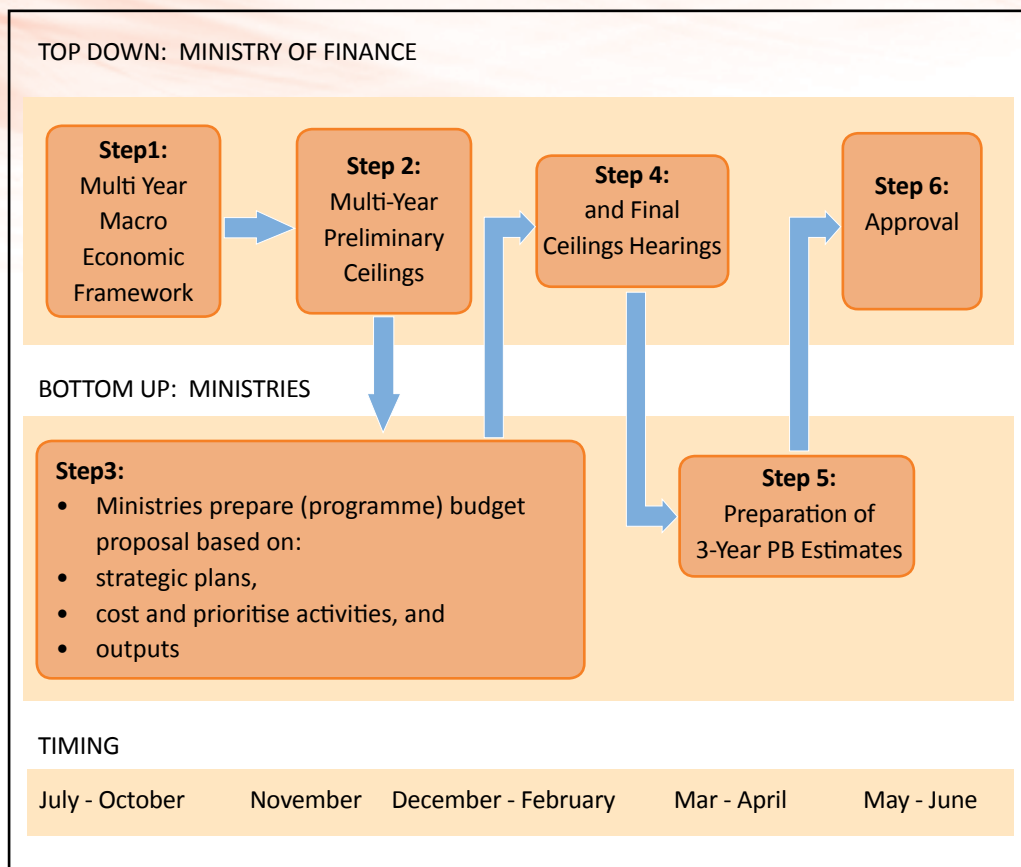 TOP DOWN:  MINISTRY OF FINANCE
Step1:
Multi Year
Macro
Economic
Framework
Step 2:
Multi-Year
Preliminary
Ceilings
Step 4:
and Final
Ceilings Hearings
Step 6:
Approval
BOTTOM UP:  MINISTRIES
Step3:
• Ministries prepare (programme) budget
proposal based on:
• strategic plans,
• cost and prioritise activities, and
• outputs
Step 5:
Preparation of
3-Year PB Estimates
TIMING
July - October November December - February Mar - April May - June